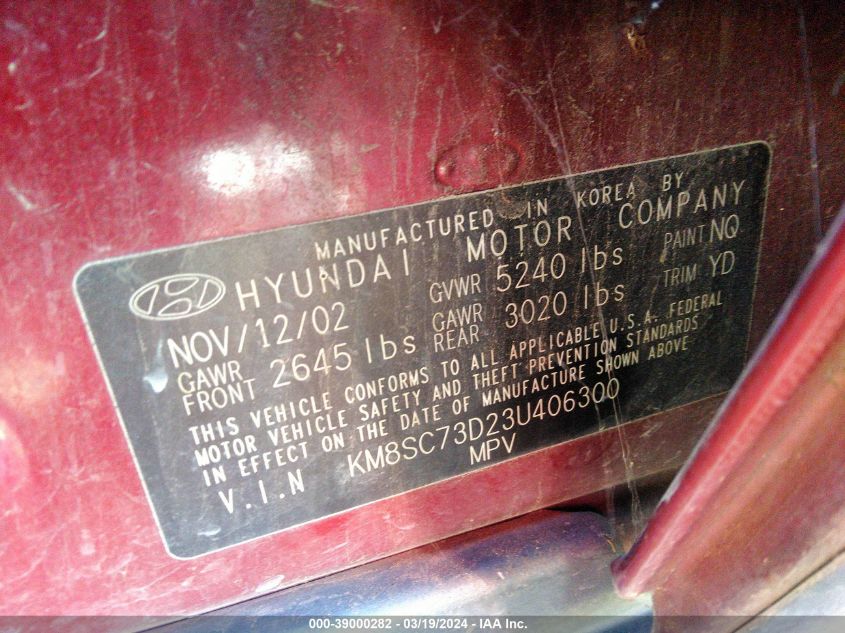 MANUFACTURED IN KOREA BY
HYUNDAI MOTOR COMPANY
NOV/12/02 GVWR 5240 lbs PAINT NQ
GAWR FRONT 2645 lbs GAWR REAR 3020 lbs TRIM YD
THIS VEHICLE CONFORMS TO ALL APPLICABLE U.S.A. FEDERAL
MOTOR VEHICLE SAFETY AND THEFT PREVENTION STANDARDS
IN EFFECT ON THE DATE OF MANUFACTURE SHOWN ABOVE
V.I.N KM8SC73D23U406300
MPV
000-39000282 - 03/19/2024 - IAA Inc.